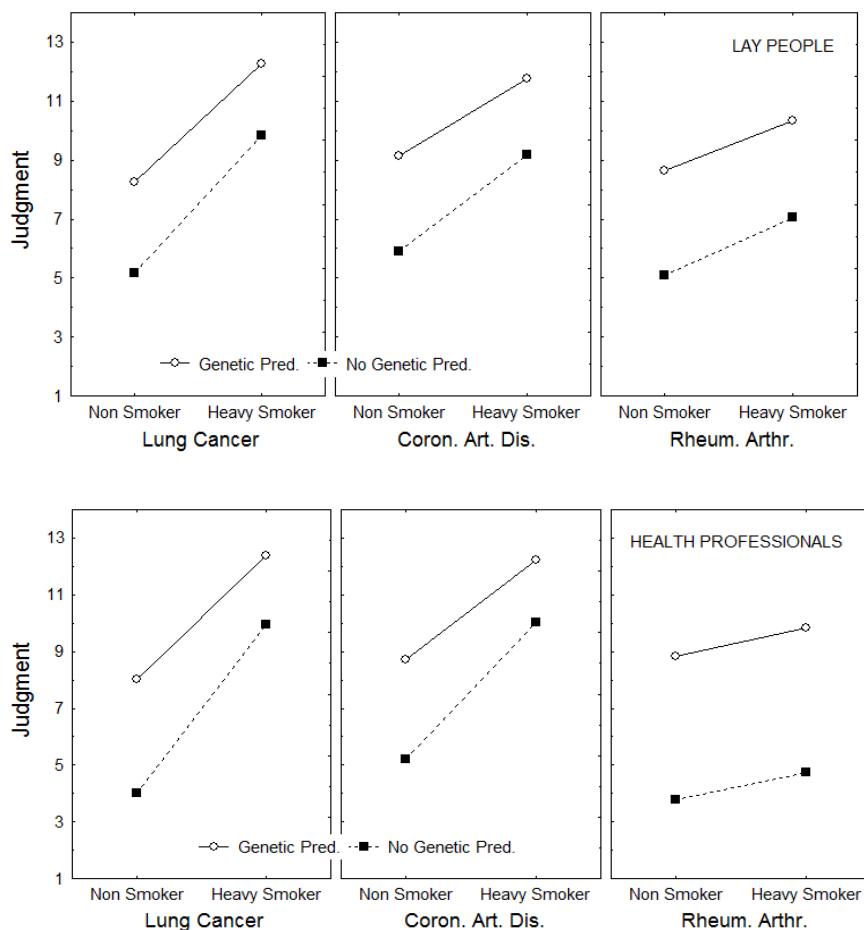 LAY PEOPLE
Judgment
13
11
9
7
5
3
1
Genetic Pred. No Genetic Pred.
Non Smoker Heavy Smoker Non Smoker Heavy Smoker Non Smoker Heavy Smoker
Lung Cancer Coron. Art. Dis. Rheum. Arthr.
HEALTH PROFESSIONALS
Judgment
13
11
9
7
5
3
1
Genetic Pred. No Genetic Pred.
Non Smoker Heavy Smoker Non Smoker Heavy Smoker Non Smoker Heavy Smoker
Lung Cancer Coron. Art. Dis. Rheum. Arthr.